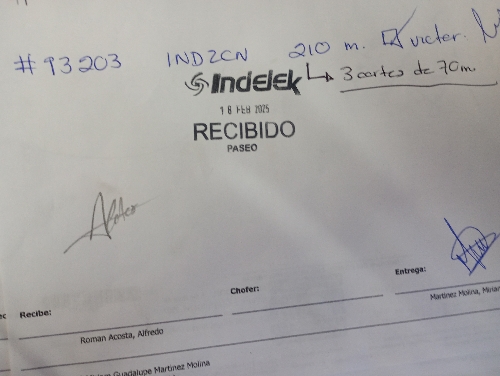 #93203 IND2CN 210 m. victor.
Indelek 3 cortes de 70m
18 FEB 2025
RECIBIDO
PASEO
Recibe:
Chofer:
Entrega:
Roman Acosta, Alfredo
Martinez Molina,
Guadalupe Martinez Molina